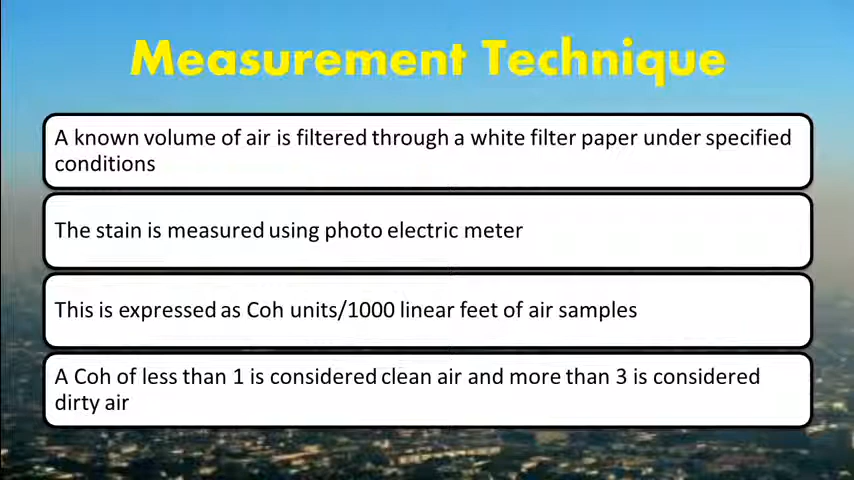 Measurement Technique
A known volume of air is filtered through a white filter paper under specified
conditions
The stain is measured using photo electric meter
This is expressed as Coh units/1000 linear feet of air samples
A Coh of less than 1 is considered clean air and more than 3 is considered
dirty air